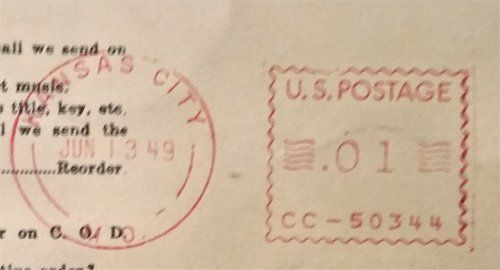 all we send on
t music.
title, key, etc.
we send the
Reorder
r on C. O. D.
KANSAS CITY
JUN 13 49
MO.
U.S. POSTAGE
.01
CC-50344